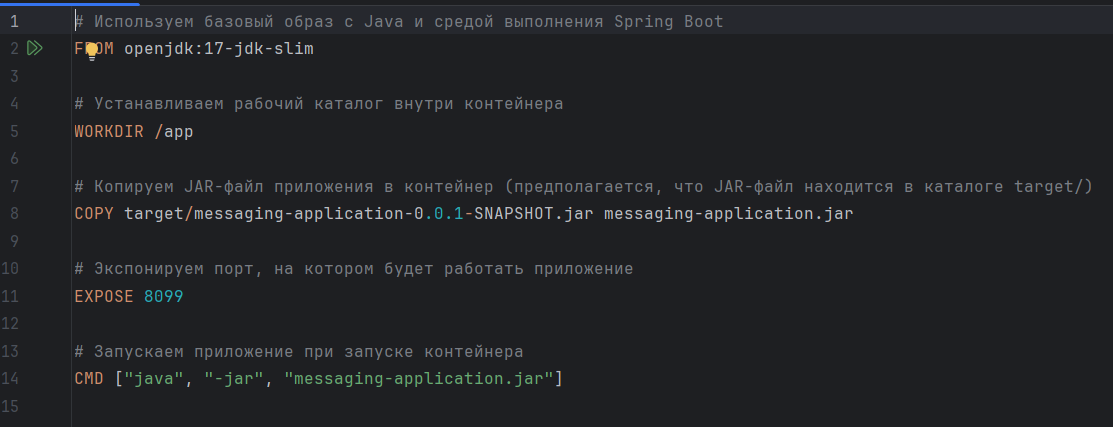 1 # Используем базовый образ с Java и средой выполнения Spring Boot
2 FROM openjdk:17-jdk-slim
3
4 # Устанавливаем рабочий каталог внутри контейнера
5 WORKDIR /app
6
7 # Копируем JAR-файл приложения в контейнер (предполагается, что JAR-файл находится в каталоге target/)
8 COPY target/messaging-application-0.0.1-SNAPSHOT.jar messaging-application.jar
9
10 # Экспонируем порт, на котором будет работать приложение
11 EXPOSE 8099
12
13 # Запускаем приложение при запуске контейнера
14 CMD ["java", "-jar", "messaging-application.jar"]
15